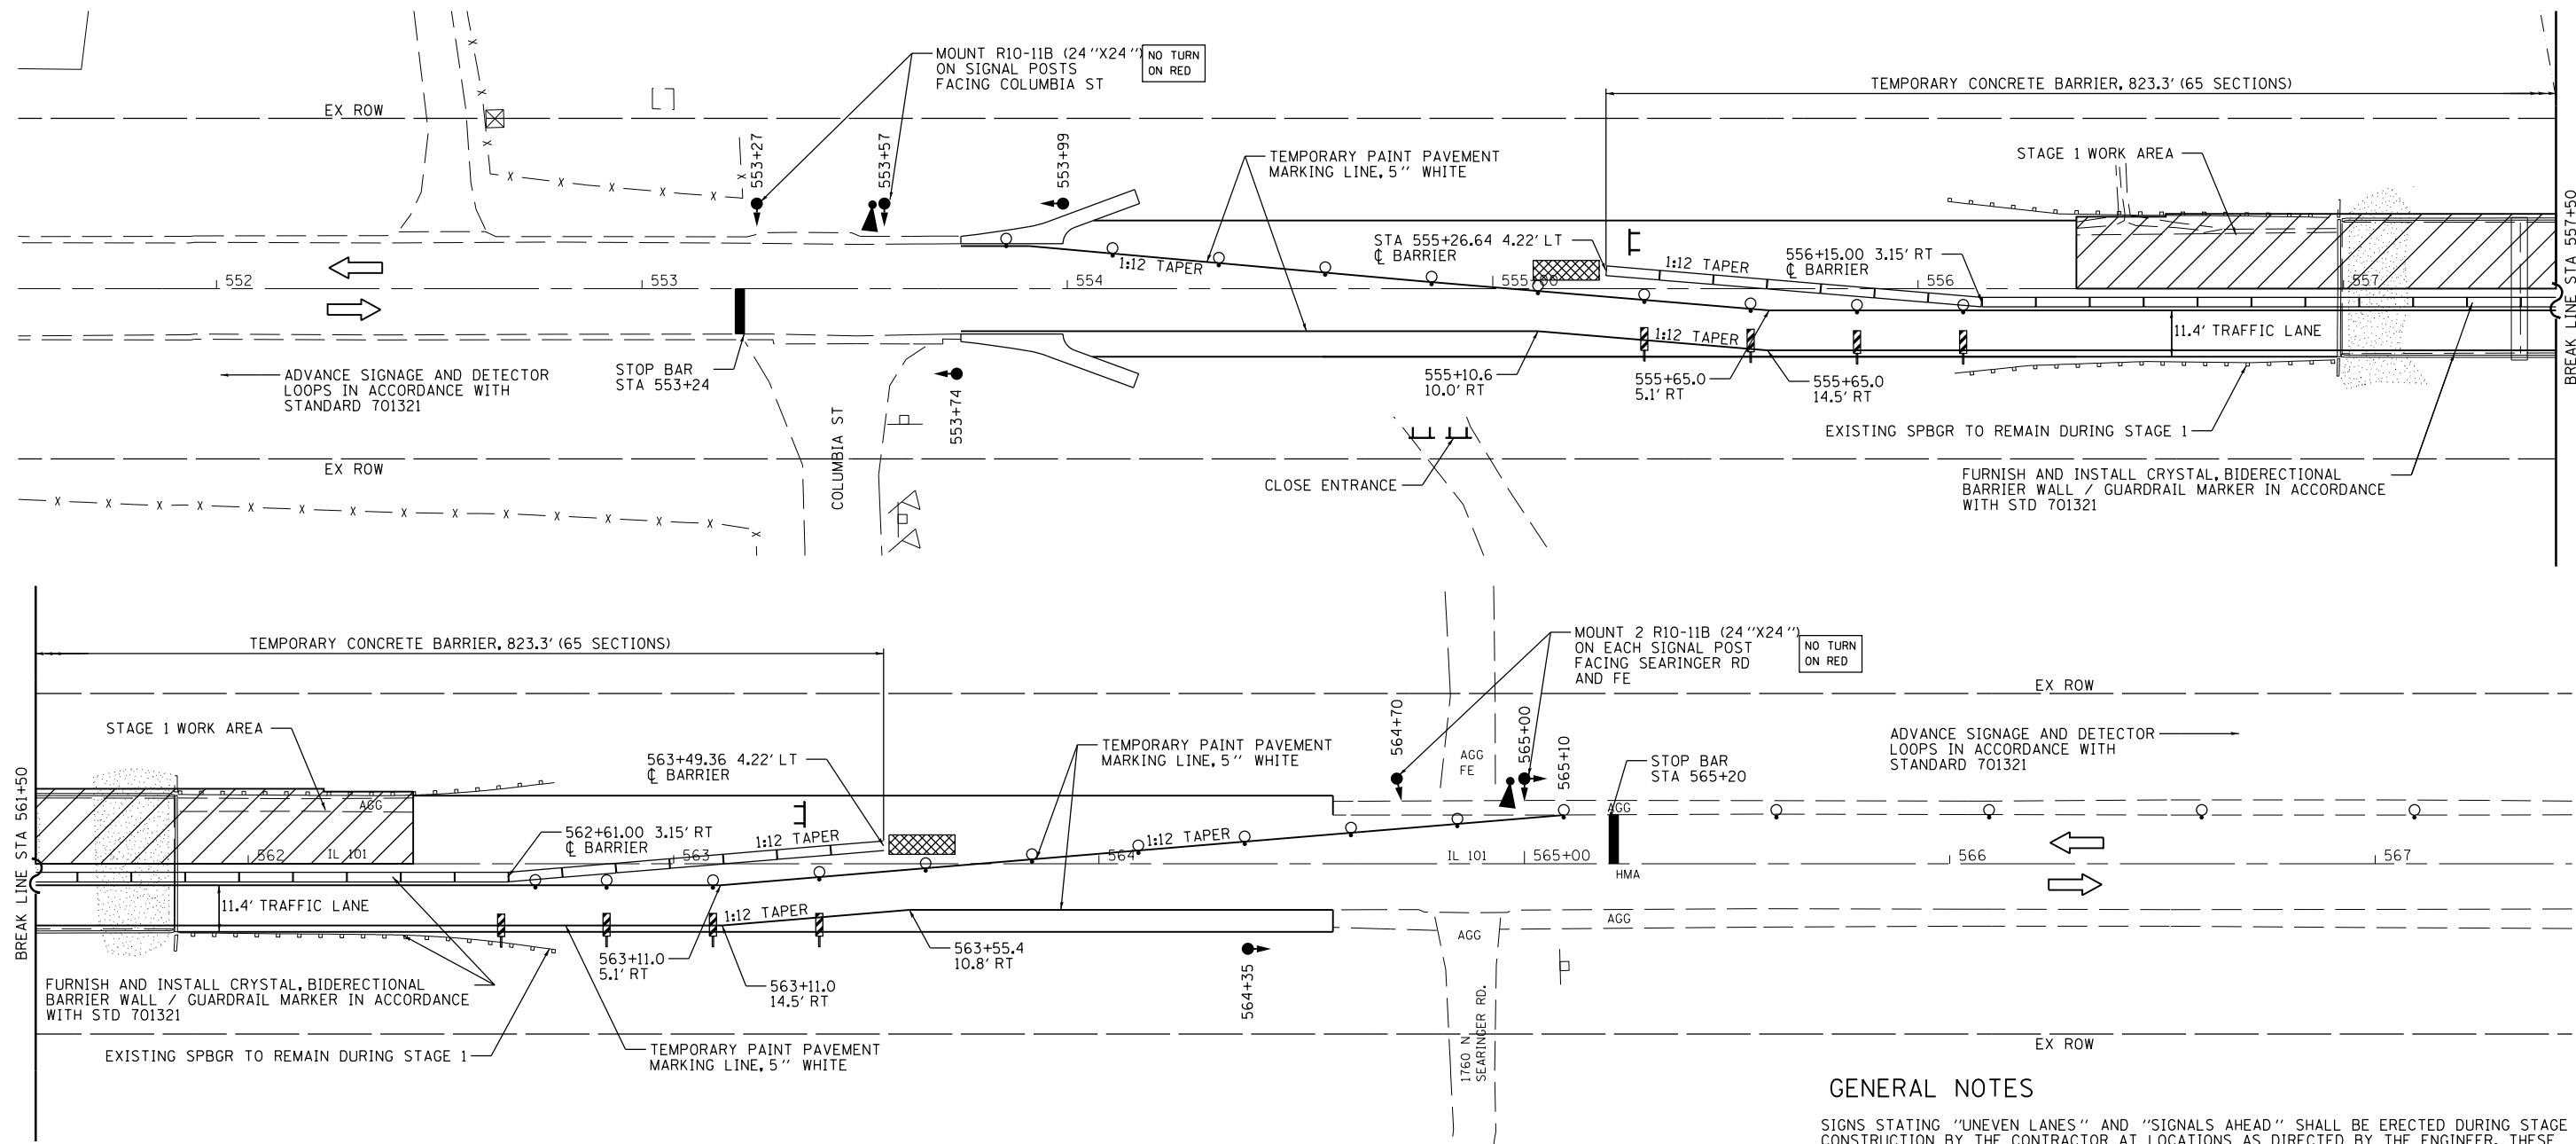 MOUNT R10-11B (24"X24")
ON SIGNAL POSTS
FACING COLUMBIA ST
NO TURN
ON RED
TEMPORARY CONCRETE BARRIER, 823.3' (65 SECTIONS)
EX ROW
553+27
553+57
553+99
TEMPORARY PAINT PAVEMENT
MARKING LINE, 5" WHITE
STAGE 1 WORK AREA
BREAK LINE STA 557+50
1:12 TAPER
STA 555+26.64 4.22' LT
℄ BARRIER
1:12 TAPER
556+15.00 3.15' RT
℄ BARRIER
552
553
554
555+00
556
557
1:12 TAPER
11.4' TRAFFIC LANE
STOP BAR
STA 553+24
ADVANCE SIGNAGE AND DETECTOR
LOOPS IN ACCORDANCE WITH
STANDARD 701321
COLUMBIA ST
553+74
555+10.6
10.0' RT
555+65.0
5.1' RT
555+65.0
14.5' RT
EXISTING SPBGR TO REMAIN DURING STAGE 1
EX ROW
CLOSE ENTRANCE
FURNISH AND INSTALL CRYSTAL, BIDERECTIONAL
BARRIER WALL / GUARDRAIL MARKER IN ACCORDANCE
WITH STD 701321
TEMPORARY CONCRETE BARRIER, 823.3' (65 SECTIONS)
MOUNT 2 R10-11B (24"X24")
ON EACH SIGNAL POST
FACING SEARINGER RD
AND FE
NO TURN
ON RED
EX ROW
STAGE 1 WORK AREA
563+49.36 4.22' LT
℄ BARRIER
TEMPORARY PAINT PAVEMENT
MARKING LINE, 5" WHITE
564+70
AGG
FE
565+00
565+10
STOP BAR
STA 565+20
ADVANCE SIGNAGE AND DETECTOR
LOOPS IN ACCORDANCE WITH
STANDARD 701321
BREAK LINE STA 561+50
AGG
562+61.00 3.15' RT
℄ BARRIER
1:12 TAPER
1:12 TAPER
AGG
562
IL 101
563
564
IL 101
565+00
566
567
HMA
11.4' TRAFFIC LANE
1:12 TAPER
AGG
AGG
563+11.0
5.1' RT
563+11.0
14.5' RT
563+55.4
10.8' RT
564+35
FURNISH AND INSTALL CRYSTAL, BIDERECTIONAL
BARRIER WALL / GUARDRAIL MARKER IN ACCORDANCE
WITH STD 701321
EXISTING SPBGR TO REMAIN DURING STAGE 1
TEMPORARY PAINT PAVEMENT
MARKING LINE, 5" WHITE
1760 N
SEARINGER RD.
EX ROW
GENERAL NOTES
SIGNS STATING "UNEVEN LANES" AND "SIGNALS AHEAD" SHALL BE ERECTED DURING STAGE
CONSTRUCTION BY THE CONTRACTOR AT LOCATIONS AS DIRECTED BY THE ENGINEER. THESE